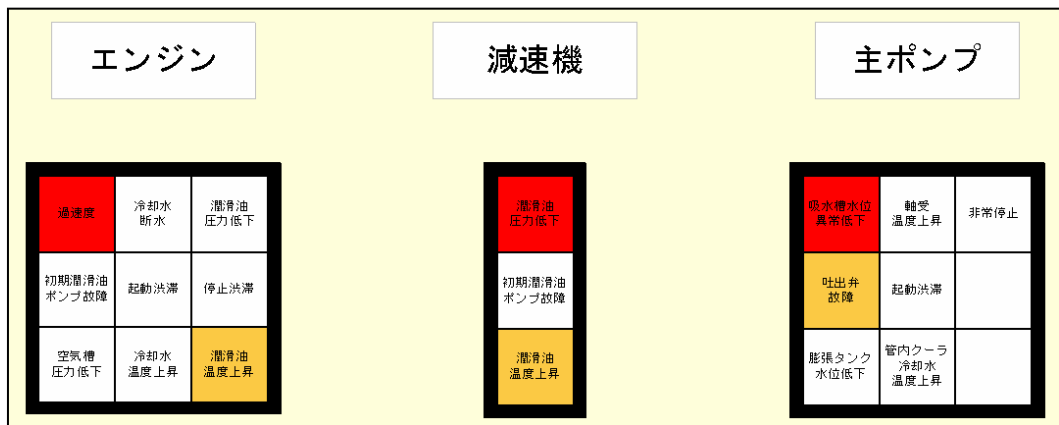 エンジン
減速機
主ポンプ
過速度
冷却水
断水
潤滑油
圧力低下
初期潤滑油
ポンプ故障
起動渋滞
停止渋滞
空気槽
圧力低下
冷却水
温度上昇
潤滑油
温度上昇
潤滑油
圧力低下
初期潤滑油
ポンプ故障
潤滑油
温度上昇
吸水槽水位
異常低下
軸受
温度上昇
非常停止
吐出弁
故障
起動渋滞
膨張タンク
水位低下
管内クーラ
冷却水
温度上昇